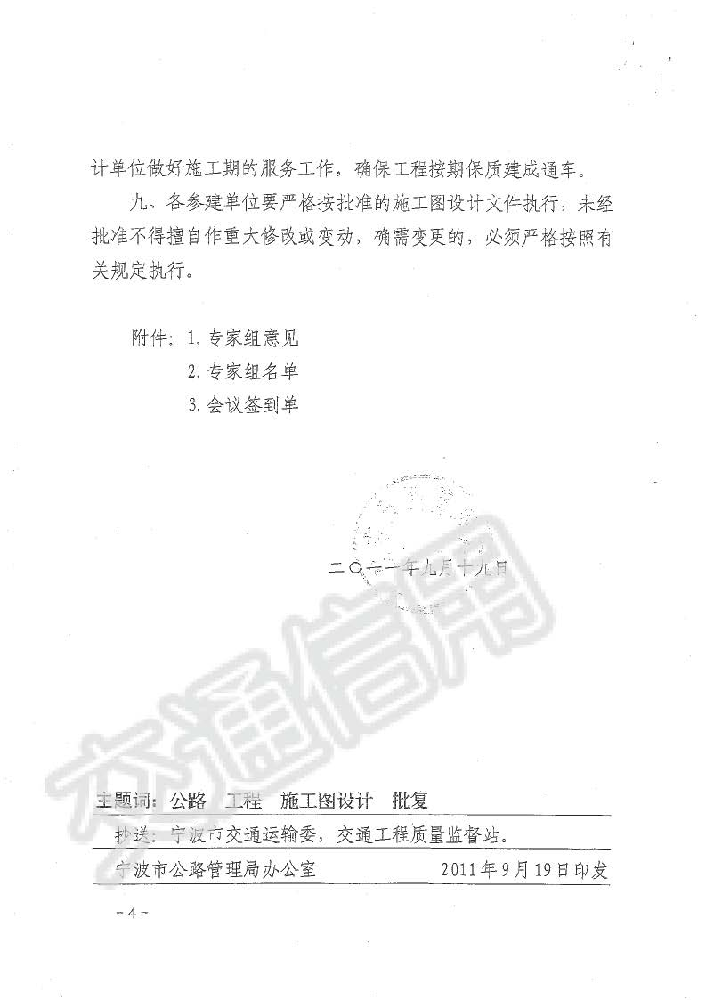 计单位做好施工期的服务工作，确保工程按期保质建成通车。
九、各参建单位要严格按批准的施工图设计文件执行，未经
批准不得擅自作重大修改或变动，确需变更的，必须严格按照有
关规定执行。
附件：1.专家组意见
2.专家组名单
3.会议签到单
二〇一一年九月十九日
交通信用
主题词：公路 工程 施工图设计 批复
抄送：宁波市交通运输委，交通工程质量监督站。
宁波市公路管理局办公室 2011年9月19日印发
-4-